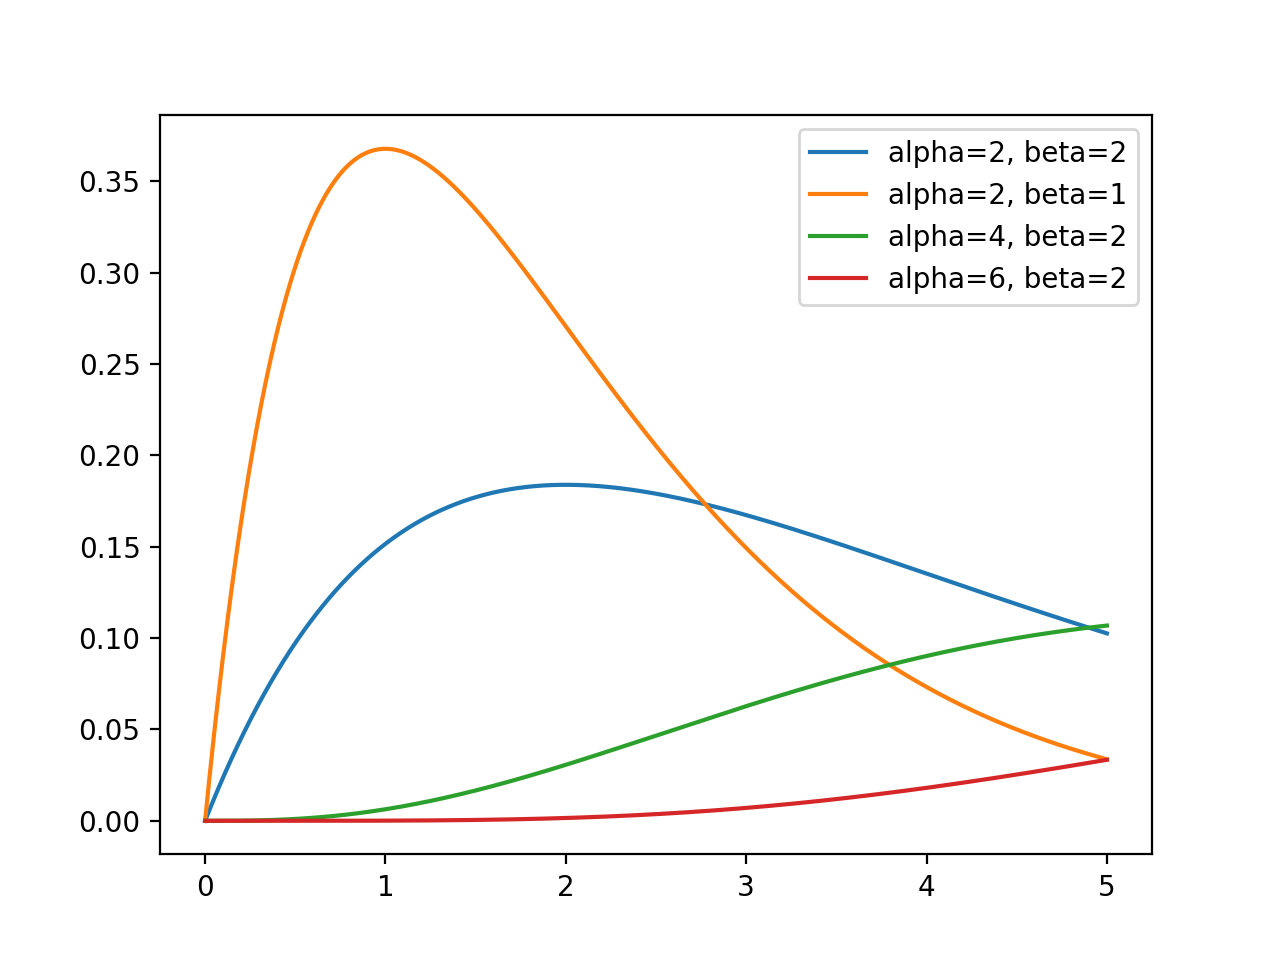 alpha=2, beta=2
alpha=2, beta=1
alpha=4, beta=2
alpha=6, beta=2
0.35
0.30
0.25
0.20
0.15
0.10
0.05
0.00
0 1 2 3 4 5